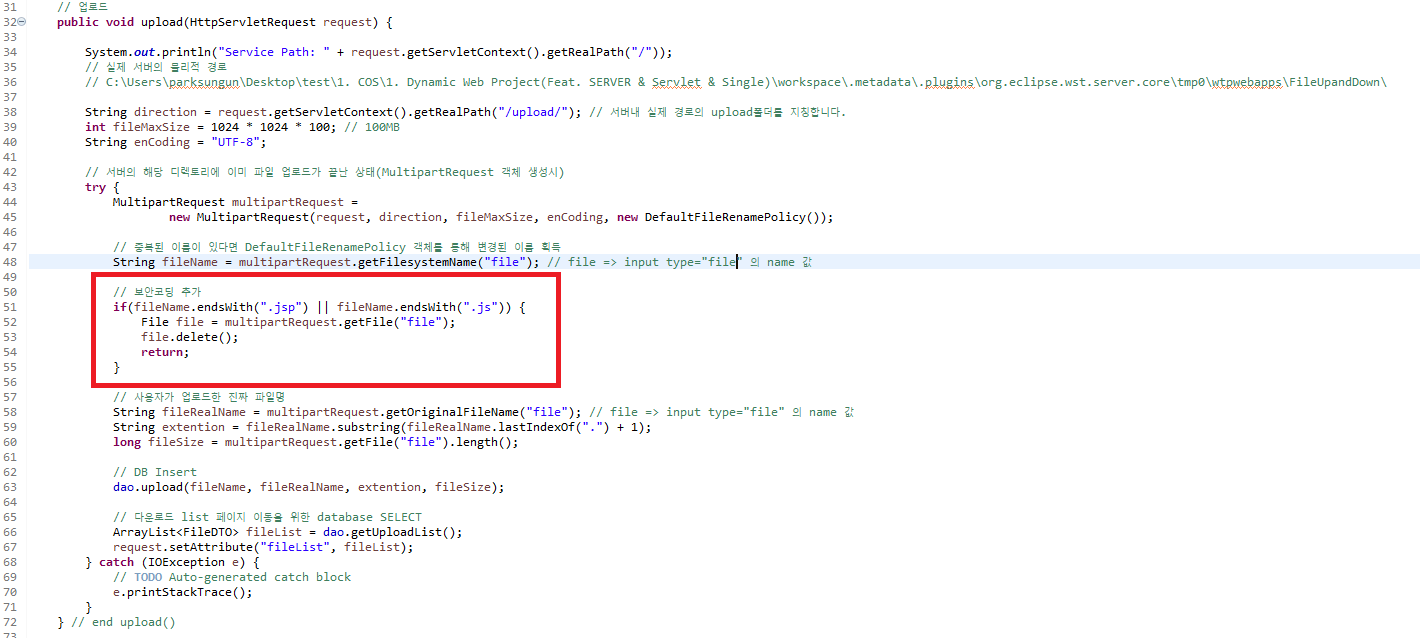 31 // 업로드
32 public void upload(HttpServletRequest request) {
33
34 System.out.println("Service Path: " + request.getServletContext().getRealPath("/"));
35 // 실제 서버의 물리적 경로
36 // C:\Users\parksungun\Desktop\test\1. COS\1. Dynamic Web Project(Feat. SERVER & Servlet & Single)\workspace\.metadata\.plugins\org.eclipse.wst.server.core\tmp0\wtpwebapps\FileUpandDown\
37
38 String direction = request.getServletContext().getRealPath("/upload/"); // 서버내 실제 경로의 upload폴더를 지칭합니다.
39 int fileMaxSize = 1024 * 1024 * 100; // 100MB
40 String enCoding = "UTF-8";
41
42 // 서버의 해당 디렉토리에 이미 파일 업로드가 끝난 상태(MultipartRequest 객체 생성시)
43 try {
44 MultipartRequest multipartRequest =
45 new MultipartRequest(request, direction, fileMaxSize, enCoding, new DefaultFileRenamePolicy());
46
47 // 중복된 이름이 있다면 DefaultFileRenamePolicy 객체를 통해 변경된 이름 획득
48 String fileName = multipartRequest.getFilesystemName("file"); // file => input type="file" 의 name 값
49
50 // 보안코딩 추가
51 if(fileName.endsWith(".jsp") || fileName.endsWith(".js")) {
52 File file = multipartRequest.getFile("file");
53 file.delete();
54 return;
55 }
56
57 // 사용자가 업로드한 진짜 파일명
58 String fileRealName = multipartRequest.getOriginalFileName("file"); // file => input type="file" 의 name 값
59 String extention = fileRealName.substring(fileRealName.lastIndexOf(".") + 1);
60 long fileSize = multipartRequest.getFile("file").length();
61
62 // DB Insert
63 dao.upload(fileName, fileRealName, extention, fileSize);
64
65 // 다운로드 list 페이지 이동을 위한 database SELECT
66 ArrayList<FileDTO> fileList = dao.getUploadList();
67 request.setAttribute("fileList", fileList);
68 } catch (IOException e) {
69 // TODO Auto-generated catch block
70 e.printStackTrace();
71 }
72 } // end upload()
73